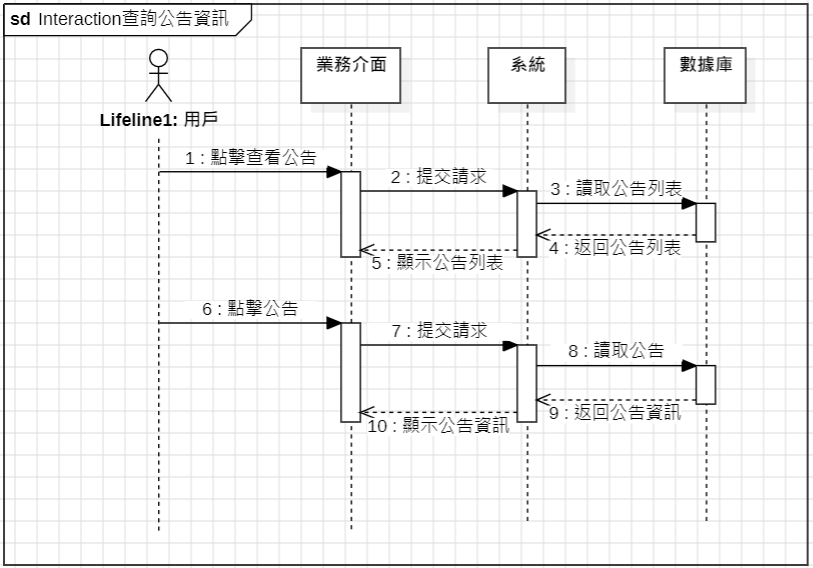 sd Interaction查詢公告資訊
業務介面
系統
數據庫
Lifeline1: 用戶
1 : 點擊查看公告
2 : 提交請求
3 : 讀取公告列表
4 : 返回公告列表
5 : 顯示公告列表
6 : 點擊公告
7 : 提交請求
8 : 讀取公告
9 : 返回公告資訊
10 : 顯示公告資訊